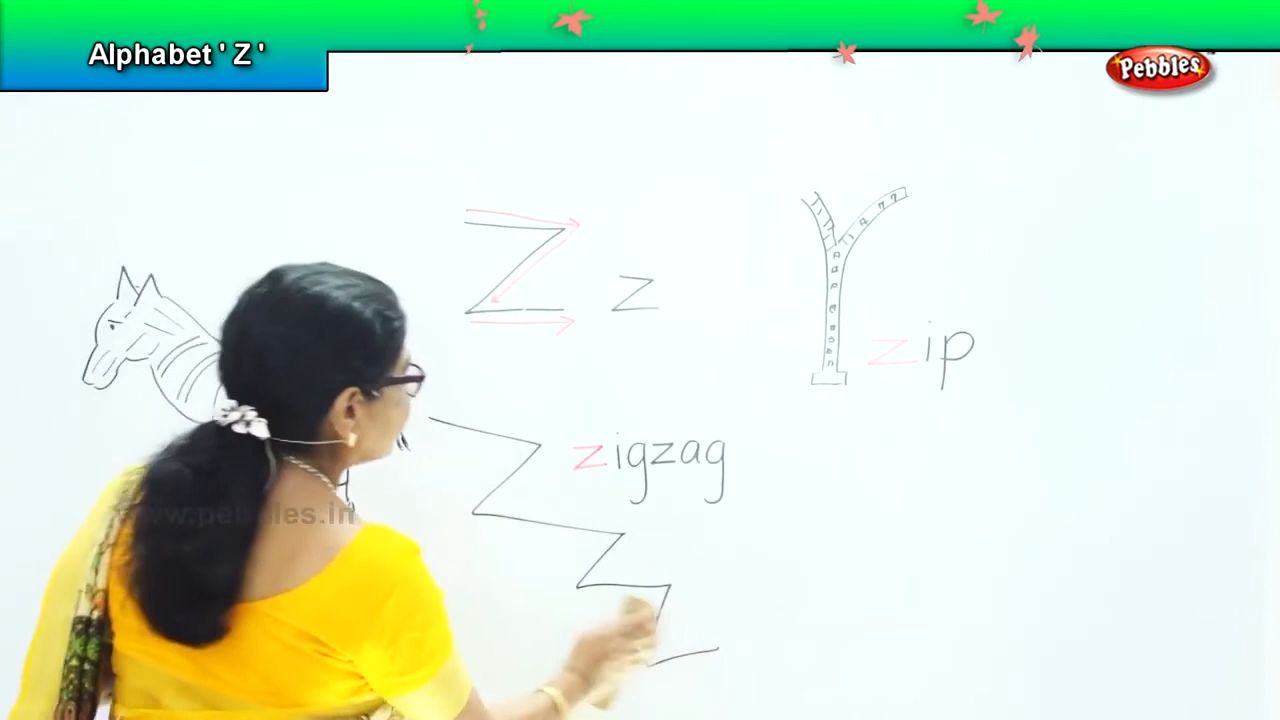 Alphabet ' Z '
Pebbles
Z z
zip
zigzag
www.pebbles.in